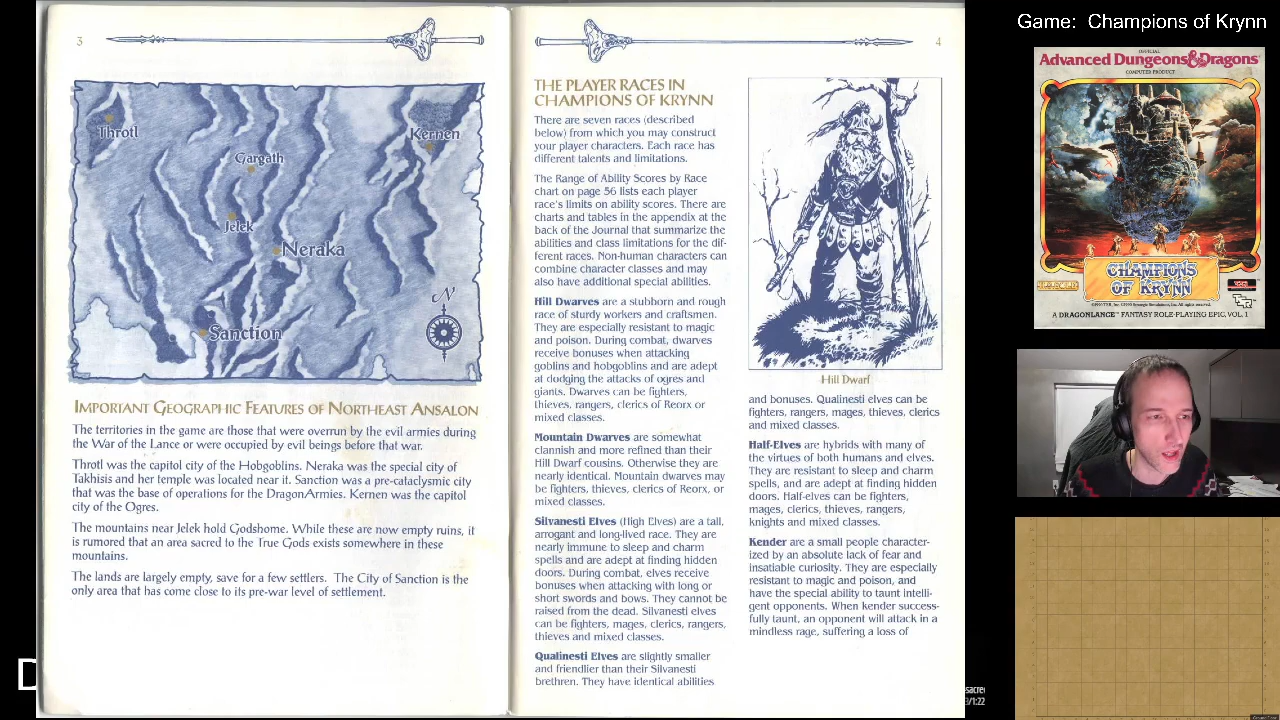 3
Throtl
Kernen
Gargath
Jelek
Neraka
N
Sanction
IMPORTANT GEOGRAPHIC FEATURES OF NORTHEAST ANSALON
The territories in the game are those that were overrun by the evil armies during
the War of the Lance or were occupied by evil beings before that war.
Throtl was the capitol city of the Hobgoblins. Neraka was the special city of
Takhisis and her temple was located near it. Sanction was a pre-cataclysmic city
that was the base of operations for the DragonArmies. Kernen was the capitol
city of the Ogres.
The mountains near Jelek hold Godshome. While these are now empty ruins, it
is rumored that an area sacred to the True Gods exists somewhere in these
mountains.
The lands are largely empty, save for a few settlers. The City of Sanction is the
only area that has come close to its pre-war level of settlement.
4
THE PLAYER RACES IN
CHAMPIONS OF KRYNN
There are seven races (described
below) from which you may construct
your player characters. Each race has
different talents and limitations.
The Range of Ability Scores by Race
chart on page 56 lists each player
race's limits on ability scores. There are
charts and tables in the appendix at the
back of the Journal that summarize the
abilities and class limitations for the dif-
ferent races. Non-human characters can
combine character classes and may
also have additional special abilities.
Hill Dwarves are a stubborn and rough
race of sturdy workers and craftsmen.
They are especially resistant to magic
and poison. During combat, dwarves
receive bonuses when attacking
goblins and hobgoblins and are adept
at dodging the attacks of ogres and
giants. Dwarves can be fighters,
thieves, rangers, clerics of Reorx or
mixed classes.
Mountain Dwarves are somewhat
clannish and more refined than their
Hill Dwarf cousins. Otherwise they are
nearly identical. Mountain dwarves may
be fighters, thieves, clerics of Reorx, or
mixed classes.
Silvanesti Elves (High Elves) are a tall,
arrogant and long-lived race. They are
nearly immune to sleep and charm
spells and are adept at finding hidden
doors. During combat, elves receive
bonuses when attacking with long or
short swords and bows. They cannot be
raised from the dead. Silvanesti elves
can be fighters, mages, clerics, rangers,
thieves and mixed classes.
Qualinesti Elves are slightly smaller
and friendlier than their Silvanesti
brethren. They have identical abilities
Hill Dwarf
and bonuses. Qualinesti elves can be
fighters, rangers, mages, thieves, clerics
and mixed classes.
Half-Elves are hybrids with many of
the virtues of both humans and elves.
They are resistant to sleep and charm
spells, and are adept at finding hidden
doors. Half-elves can be fighters,
mages, clerics, thieves, rangers,
knights and mixed classes.
Kender are a small people character-
ized by an absolute lack of fear and
insatiable curiosity. They are especially
resistant to magic and poison, and
have the special ability to taunt intelli-
gent opponents. When kender success-
fully taunt, an opponent will attack in a
mindless rage, suffering a loss of
Game: Champions of Krynn
OFFICIAL
Advanced Dungeons & Dragons
COMPUTER PRODUCT
CHAMPIONS
OF KRYNN
A DRAGONLANCE FANTASY ROLE-PLAYING EPIC, VOL. 1
D
/1:22